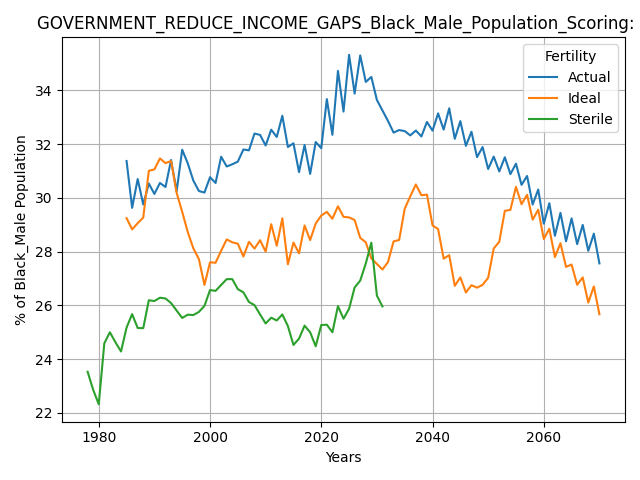 GOVERNMENT_REDUCE_INCOME_GAPS_Black_Male_Population_Scoring:
Fertility
Actual
Ideal
Sterile
% of Black_Male Population
34
32
30
28
26
24
22
1980
2000
2020
2040
2060
Years